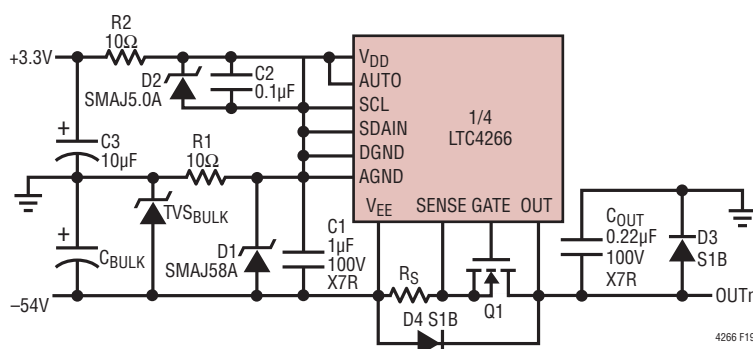 R2
10Ω
+3.3V
D2
SMAJ5.0A
C2
0.1µF
VDD
AUTO
SCL
SDAIN
DGND
AGND
1/4
LTC4266
+
C3
10µF
R1
10Ω
VEE
SENSE
GATE
OUT
TVSBULK
+
CBULK
D1
SMAJ58A
C1
1µF
100V
X7R
COUT
0.22µF
100V
X7R
D3
S1B
RS
Q1
–54V
OUTn
D4 S1B
4266 F19